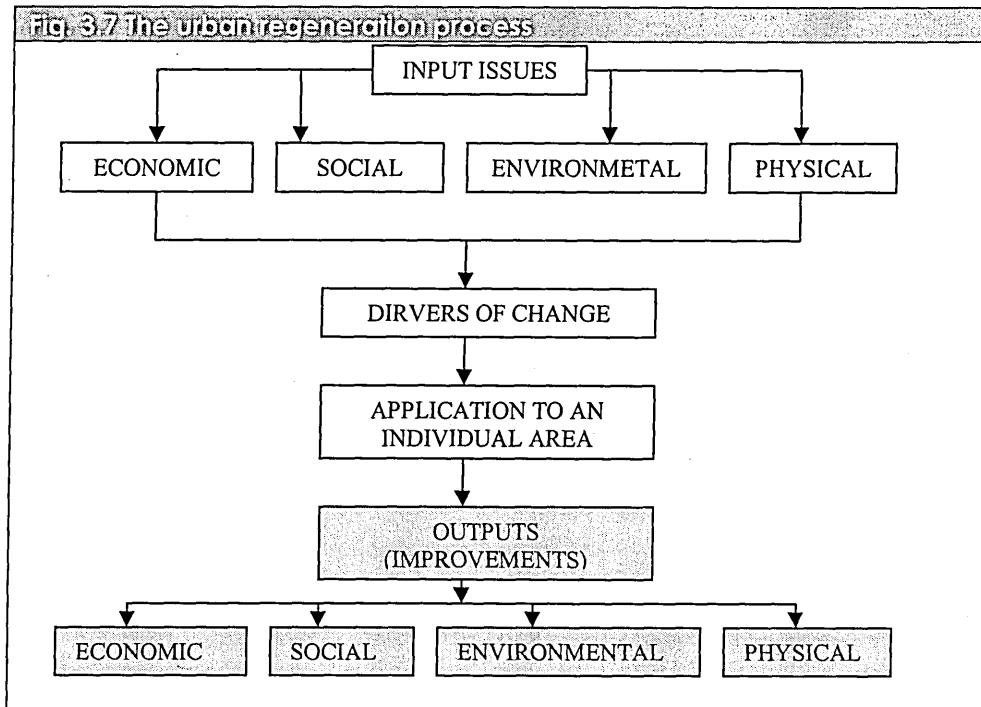 Fig. 3.7 The urban regeneration process
INPUT ISSUES
ECONOMIC
SOCIAL
ENVIRONMETAL
PHYSICAL
DIRVERS OF CHANGE
APPLICATION TO AN
INDIVIDUAL AREA
OUTPUTS
(IMPROVEMENTS)
ECONOMIC
SOCIAL
ENVIRONMENTAL
PHYSICAL